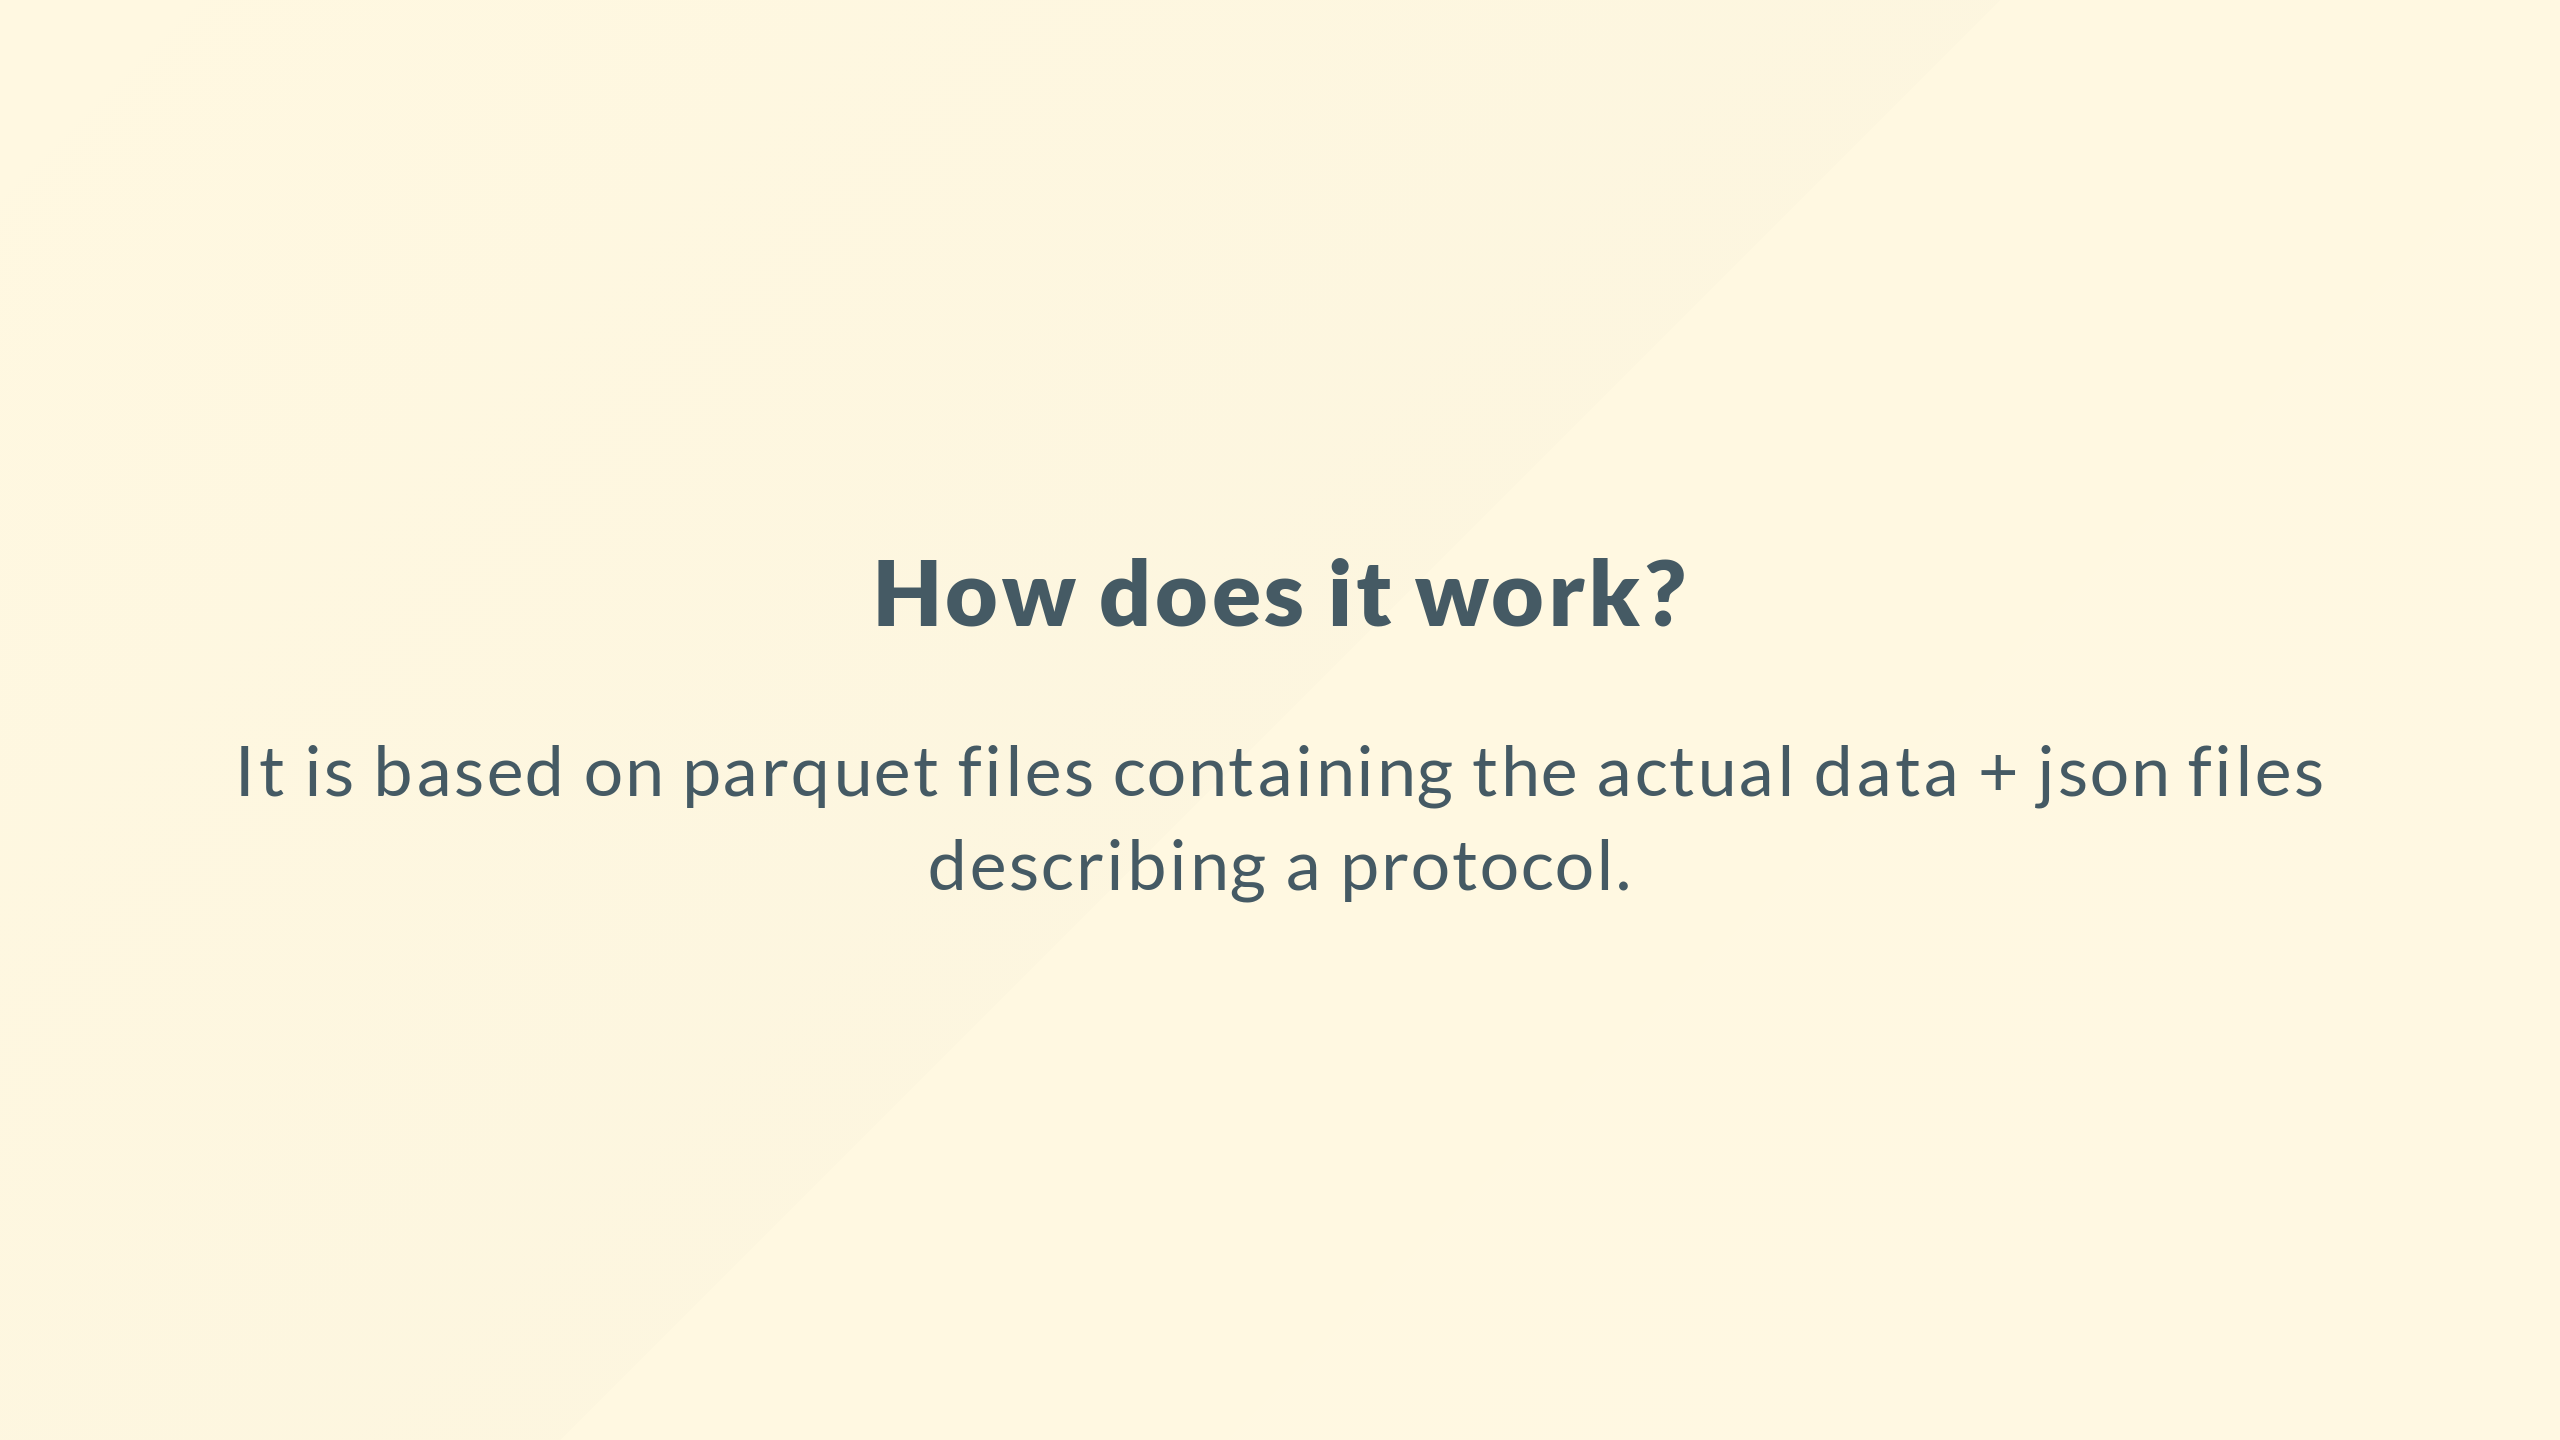 How does it work?
It is based on parquet files containing the actual data + json files
describing a protocol.